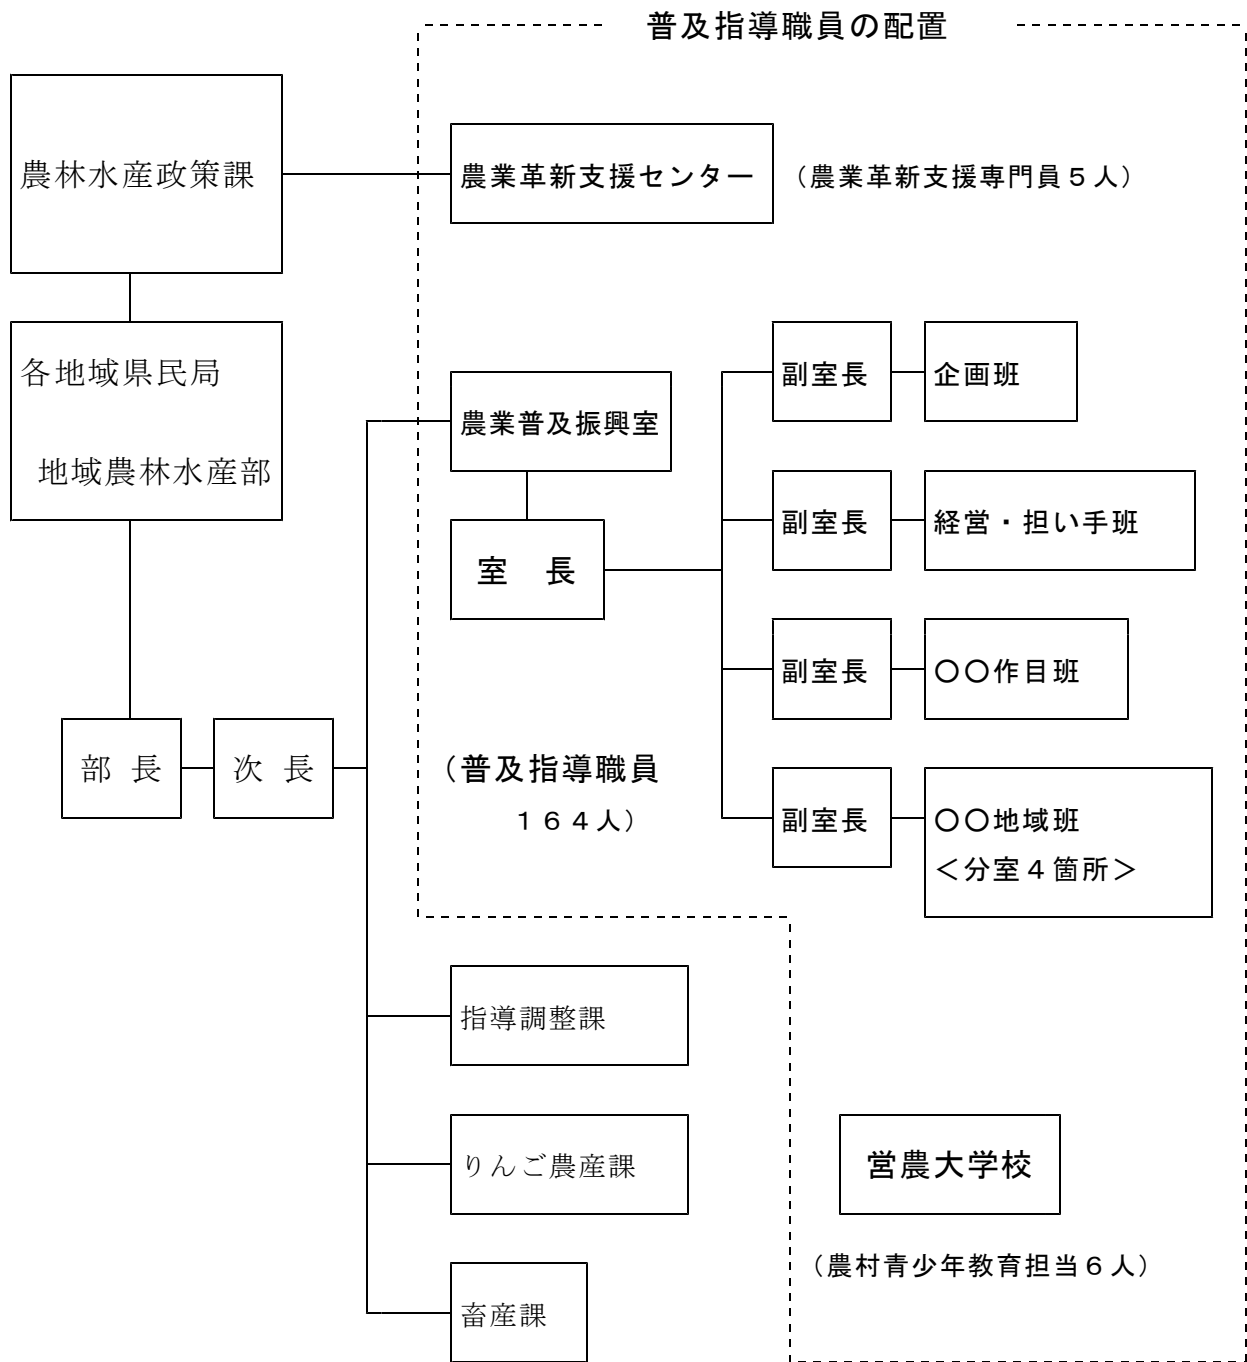 普及指導職員の配置
農林水産政策課
農業革新支援センター
（農業革新支援専門員５人）
各地域県民局
地域農林水産部
農業普及振興室
室　長
副室長
企画班
副室長
経営・担い手班
副室長
〇〇作目班
副室長
〇〇地域班
＜分室４箇所＞
部 長
次 長
（普及指導職員
１６４人）
指導調整課
りんご農産課
畜産課
営農大学校
（農村青少年教育担当６人）